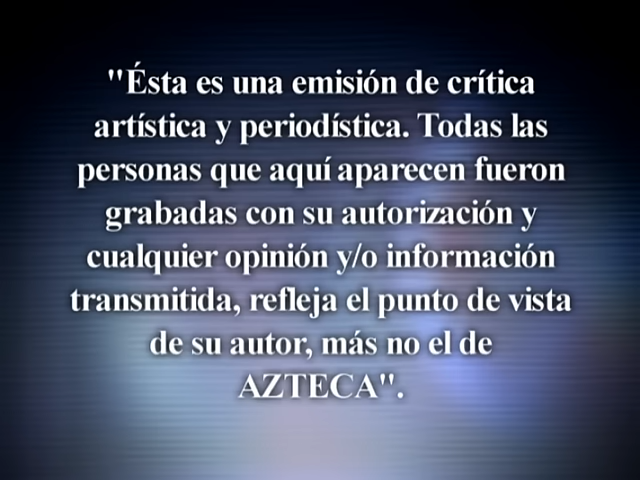 "Ésta es una emisión de crítica
artística y periodística. Todas las
personas que aquí aparecen fueron
grabadas con su autorización y
cualquier opinión y/o información
transmitida, refleja el punto de vista
de su autor, más no el de
AZTECA".